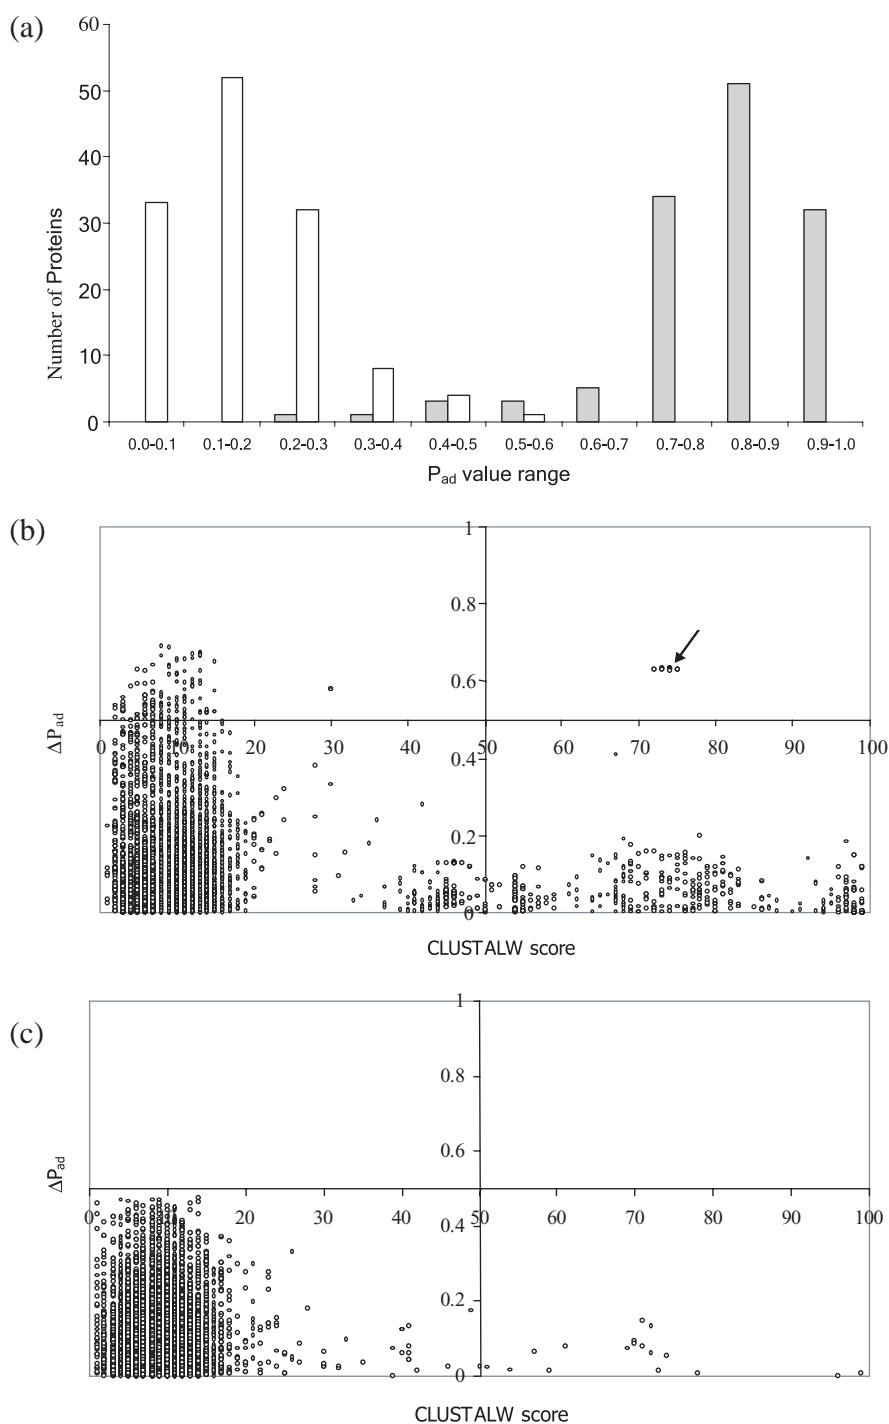 (a)
60
50
40
30
20
10
0
Number of Proteins
0.0-0.1 0.1-0.2 0.2-0.3 0.3-0.4 0.4-0.5 0.5-0.6 0.6-0.7 0.7-0.8 0.8-0.9 0.9-1.0
Pad value range
(b)
1
0.8
0.6
ΔPad
0 10 20 30 40 50 60 70 80 90 100
0.4
0.2
0
CLUSTALW score
(c)
1
0.8
0.6
ΔPad
0 10 20 30 40 50 60 70 80 90 100
0.4
0.2
0
CLUSTALW score